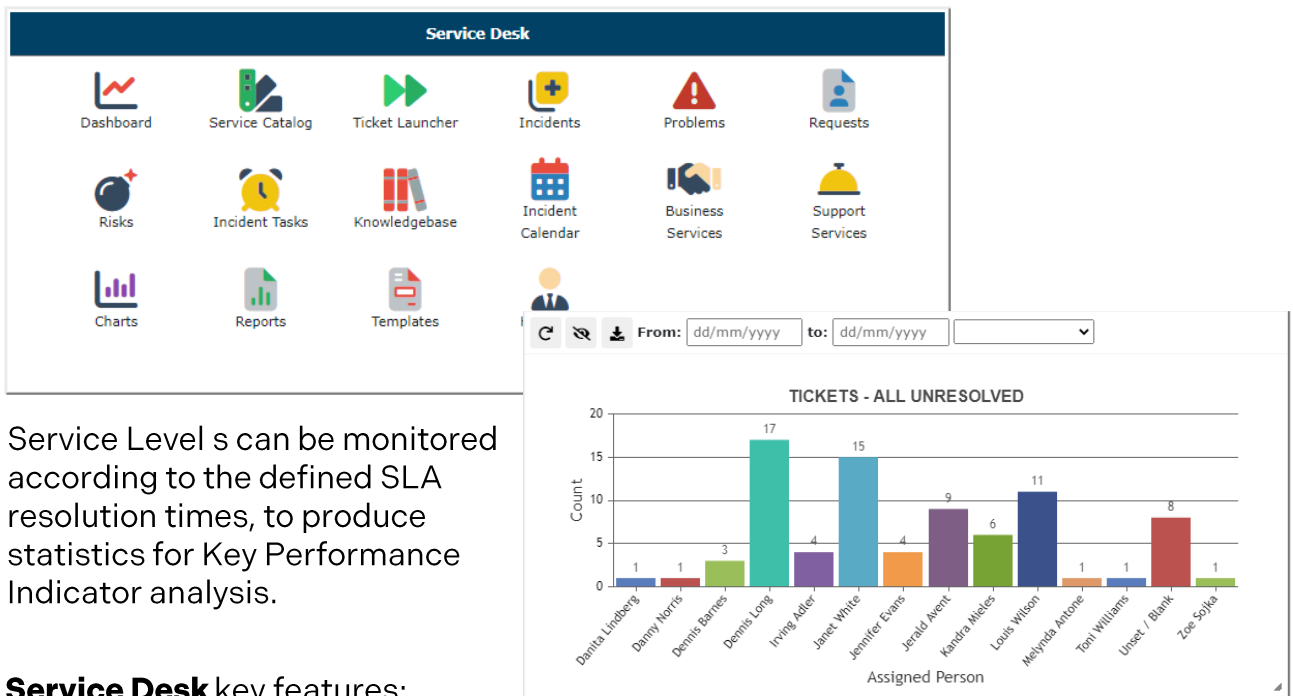 Service Desk
Dashboard
Service Catalog
Ticket Launcher
Incidents
Problems
Requests
Risks
Incident Tasks
Knowledgebase
Incident
Calendar
Business
Services
Support
Services
Charts
Reports
Templates
From: dd/mm/yyyy to: dd/mm/yyyy
TICKETS - ALL UNRESOLVED
Count
20
15
10
5
0
1
1
3
17
4
15
4
9
6
11
1
1
8
1
Danita Lindberg
Danny Norris
Dennis Barnes
Dennis Long
Irving Adler
Janet White
Jennifer Evans
Jerald Avent
Kandra Mieles
Louis Wilson
Melynda Antone
Toni Williams
Unset / Blank
Zoe Sojka
Assigned Person
Service Level s can be monitored
according to the defined SLA
resolution times, to produce
statistics for Key Performance
Indicator analysis.
Service Desk key features: